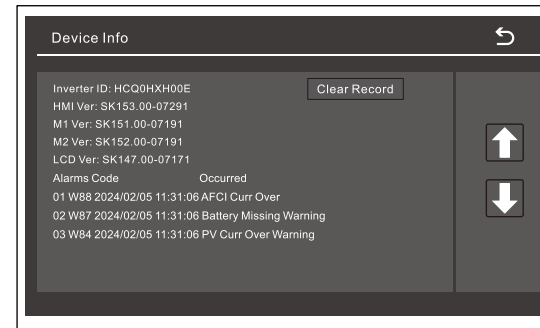 Device Info
Inverter ID: HCQ0HXH00E
Clear Record
HMI Ver: SK153.00-07291
M1 Ver: SK151.00-07191
M2 Ver: SK152.00-07191
LCD Ver: SK147.00-07171
Alarms Code Occurred
01 W88 2024/02/05 11:31:06 AFCI Curr Over
02 W87 2024/02/05 11:31:06 Battery Missing Warning
03 W84 2024/02/05 11:31:06 PV Curr Over Warning